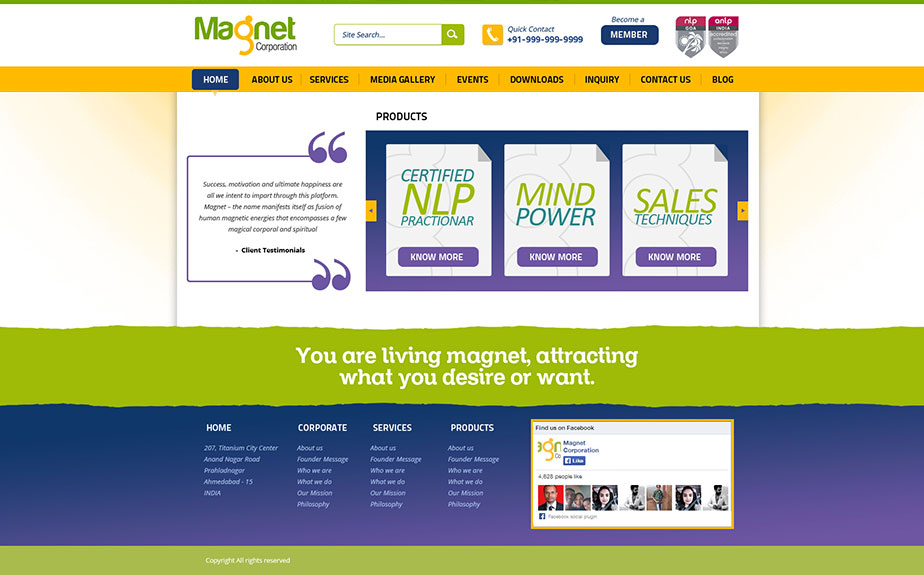 Magnet
Corporation
Site Search...
Quick Contact
+91-999-999-9999
Become a
MEMBER
nlp
GOA
anlp
INDIA
accredited
HOME
ABOUT US
SERVICES
MEDIA GALLERY
EVENTS
DOWNLOADS
INQUIRY
CONTACT US
BLOG
Success, motivation and ultimate happiness are
all we intend to impart through this platform.
Magnet – the name manifests itself as fusion of
human magnetic energies that encompasses a few
magical corporal and spiritual
- Client Testimonials
PRODUCTS
CERTIFIED
NLP
PRACTIONAR
KNOW MORE
MIND
POWER
KNOW MORE
SALES
TECHNIQUES
KNOW MORE
You are living magnet, attracting
what you desire or want.
HOME
207, Titanium City Center
Anand Nagar Road
Prahladnagar
Ahmedabad - 15
INDIA
CORPORATE
About us
Founder Message
Who we are
What we do
Our Mission
Philosophy
SERVICES
About us
Founder Message
Who we are
What we do
Our Mission
Philosophy
PRODUCTS
About us
Founder Message
Who we are
What we do
Our Mission
Philosophy
Find us on Facebook
Magnet
Corporation
Like
4,628 people like
Facebook social plugin
Copyright All rights reserved